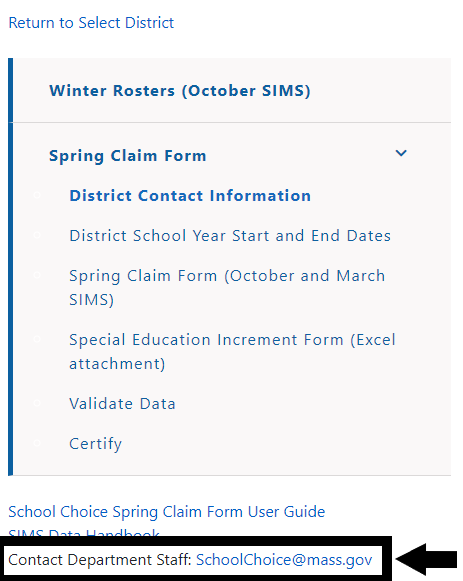 Return to Select District
Winter Rosters (October SIMS)
Spring Claim Form
District Contact Information
District School Year Start and End Dates
Spring Claim Form (October and March
SIMS)
Special Education Increment Form (Excel
attachment)
Validate Data
Certify
School Choice Spring Claim Form User Guide
SIMS Data Handbook
Contact Department Staff: SchoolChoice@mass.gov